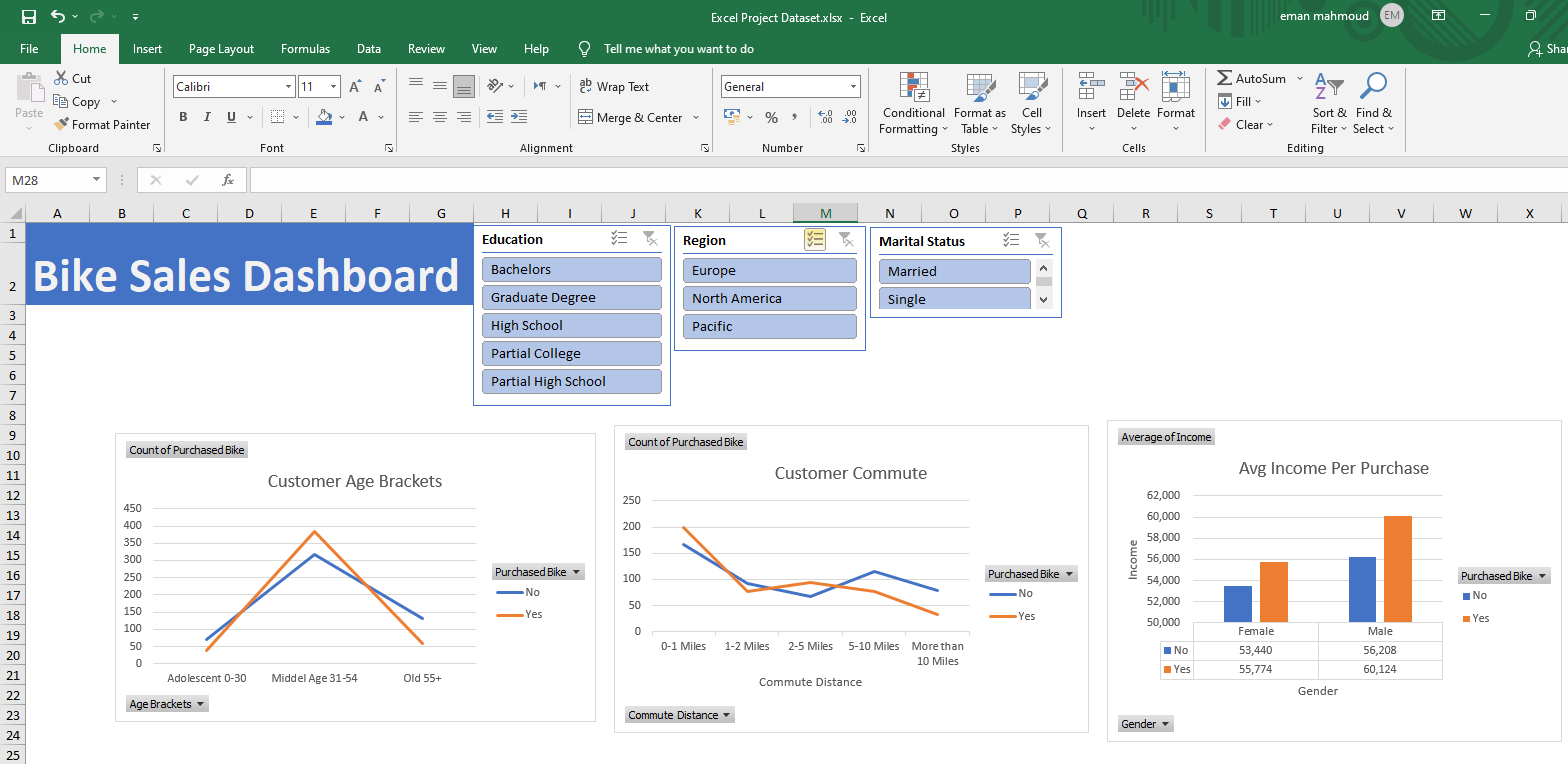 Excel Project Dataset.xlsx - Excel
eman mahmoud EM
File Home Insert Page Layout Formulas Data Review View Help Tell me what you want to do
Paste
Cut
Copy
Format Painter
Clipboard
Calibri 11
B I U
Font
Wrap Text
Merge & Center
Alignment
General
Number
Conditional Formatting
Format as Table
Cell Styles
Styles
Insert Delete Format
Cells
AutoSum
Fill
Clear
Sort & Filter
Find & Select
Editing
M28 fx
A B C D E F G H I J K L M N O P Q R S T U V W X
1
2
3
4
5
6
7
8
9
10
11
12
13
14
15
16
17
18
19
20
21
22
23
24
25
Bike Sales Dashboard
Education
Bachelors
Graduate Degree
High School
Partial College
Partial High School
Region
Europe
North America
Pacific
Marital Status
Married
Single
Count of Purchased Bike
Customer Age Brackets
450
400
350
300
250
200
150
100
50
0
Adolescent 0-30 Middel Age 31-54 Old 55+
Purchased Bike
No
Yes
Age Brackets
Count of Purchased Bike
Customer Commute
250
200
150
100
50
0
0-1 Miles 1-2 Miles 2-5 Miles 5-10 Miles More than
10 Miles
Commute Distance
Purchased Bike
No
Yes
Commute Distance
Average of Income
Avg Income Per Purchase
62,000
60,000
58,000
56,000
54,000
52,000
50,000
Income
Female Male
No 53,440 56,208
Yes 55,774 60,124
Gender
Purchased Bike
No
Yes
Gender